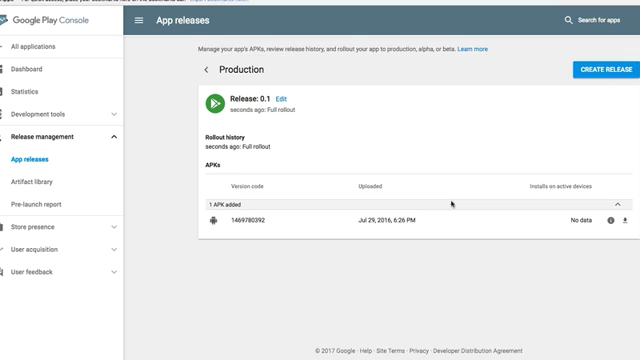 Google Play Console
App releases
Search for apps
All applications
Manage your app's APKs, review release history, and rollout your app to production, alpha, or beta. Learn more
Dashboard
Production
CREATE RELEASE
Statistics
Release: 0.1 Edit
seconds ago: Full rollout
Development tools
Release management
Rollout history
seconds ago: Full rollout
App releases
APKs
Artifact library
Version code
Uploaded
Installs on active devices
Pre-launch report
1 APK added
1469780392
Jul 29, 2016, 6:26 PM
No data
Store presence
User acquisition
User feedback
© 2017 Google · Help · Site Terms · Privacy · Developer Distribution Agreement